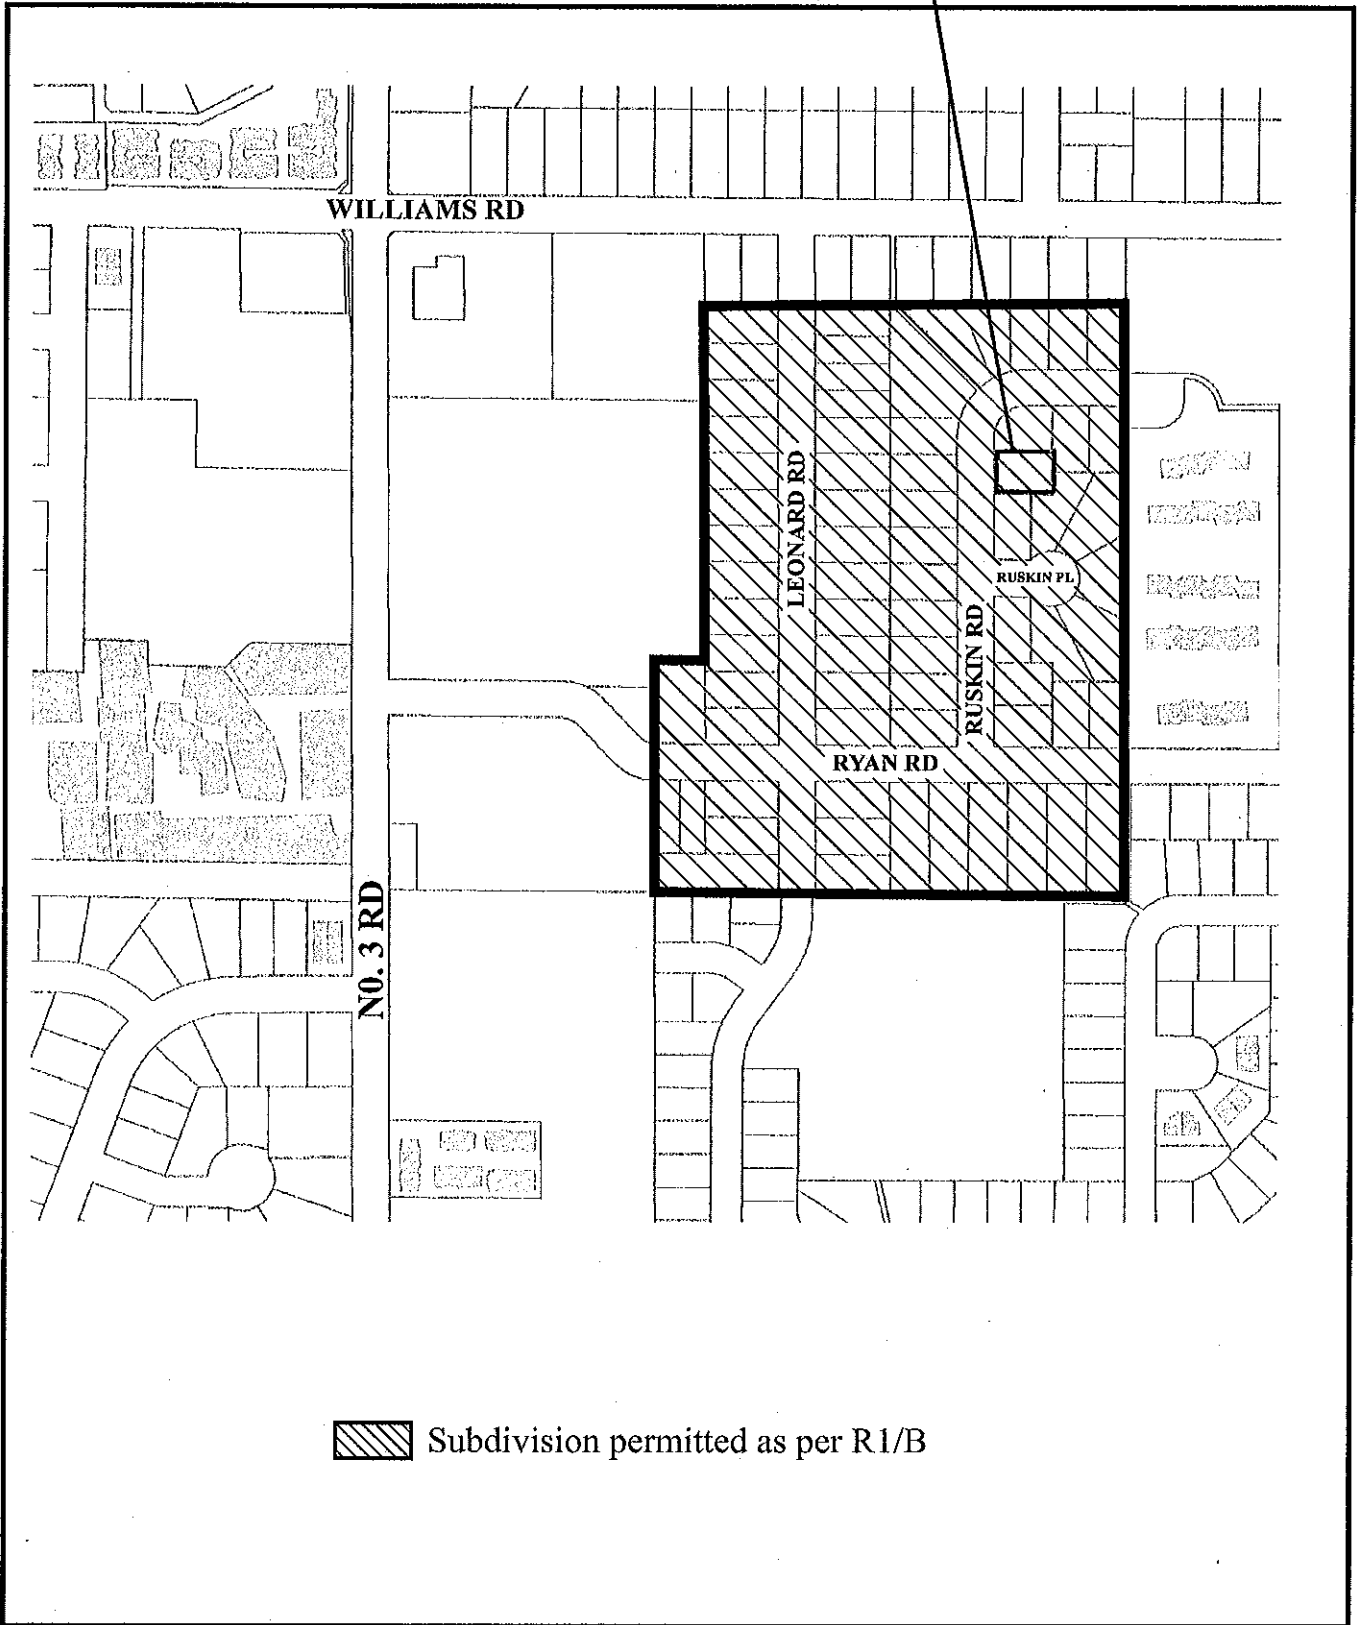 WILLIAMS RD
LEONARD RD
RUSKIN PL
RUSKIN RD
RYAN RD
N0. 3 RD
Subdivision permitted as per R1/B